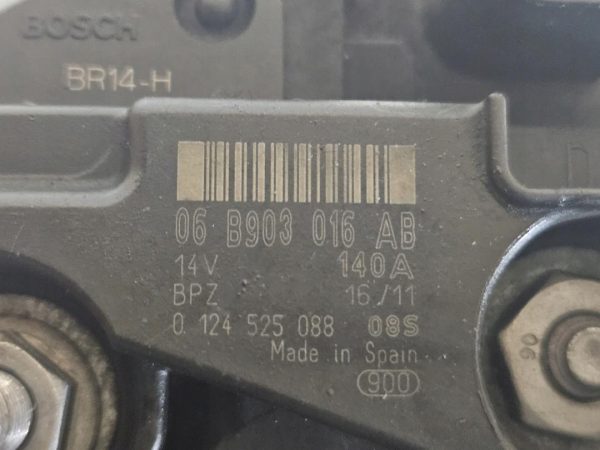 BOSCH
BR14-H
06 B903 016 AB
14V 140A
BPZ 16/11
0 124 525 088 08S
Made in Spain
900
06